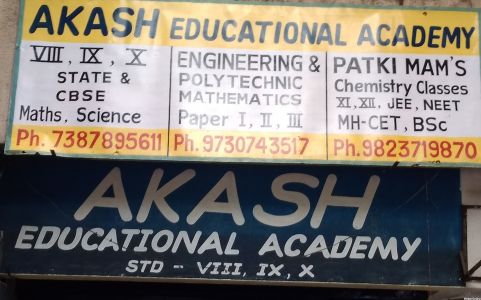 AKASH EDUCATIONAL ACADEMY
VIII, IX, X
STATE &
CBSE
Maths, Science
Ph. 7387895611
ENGINEERING &
POLYTECHNIC
MATHEMATICS
Paper I, II, III
Ph. 9730743517
PATKI MAM'S
Chemistry Classes
XI, XII, JEE, NEET
MH-CET, BSc
Ph. 9823719870
AKASH
EDUCATIONAL ACADEMY
STD - VIII, IX, X